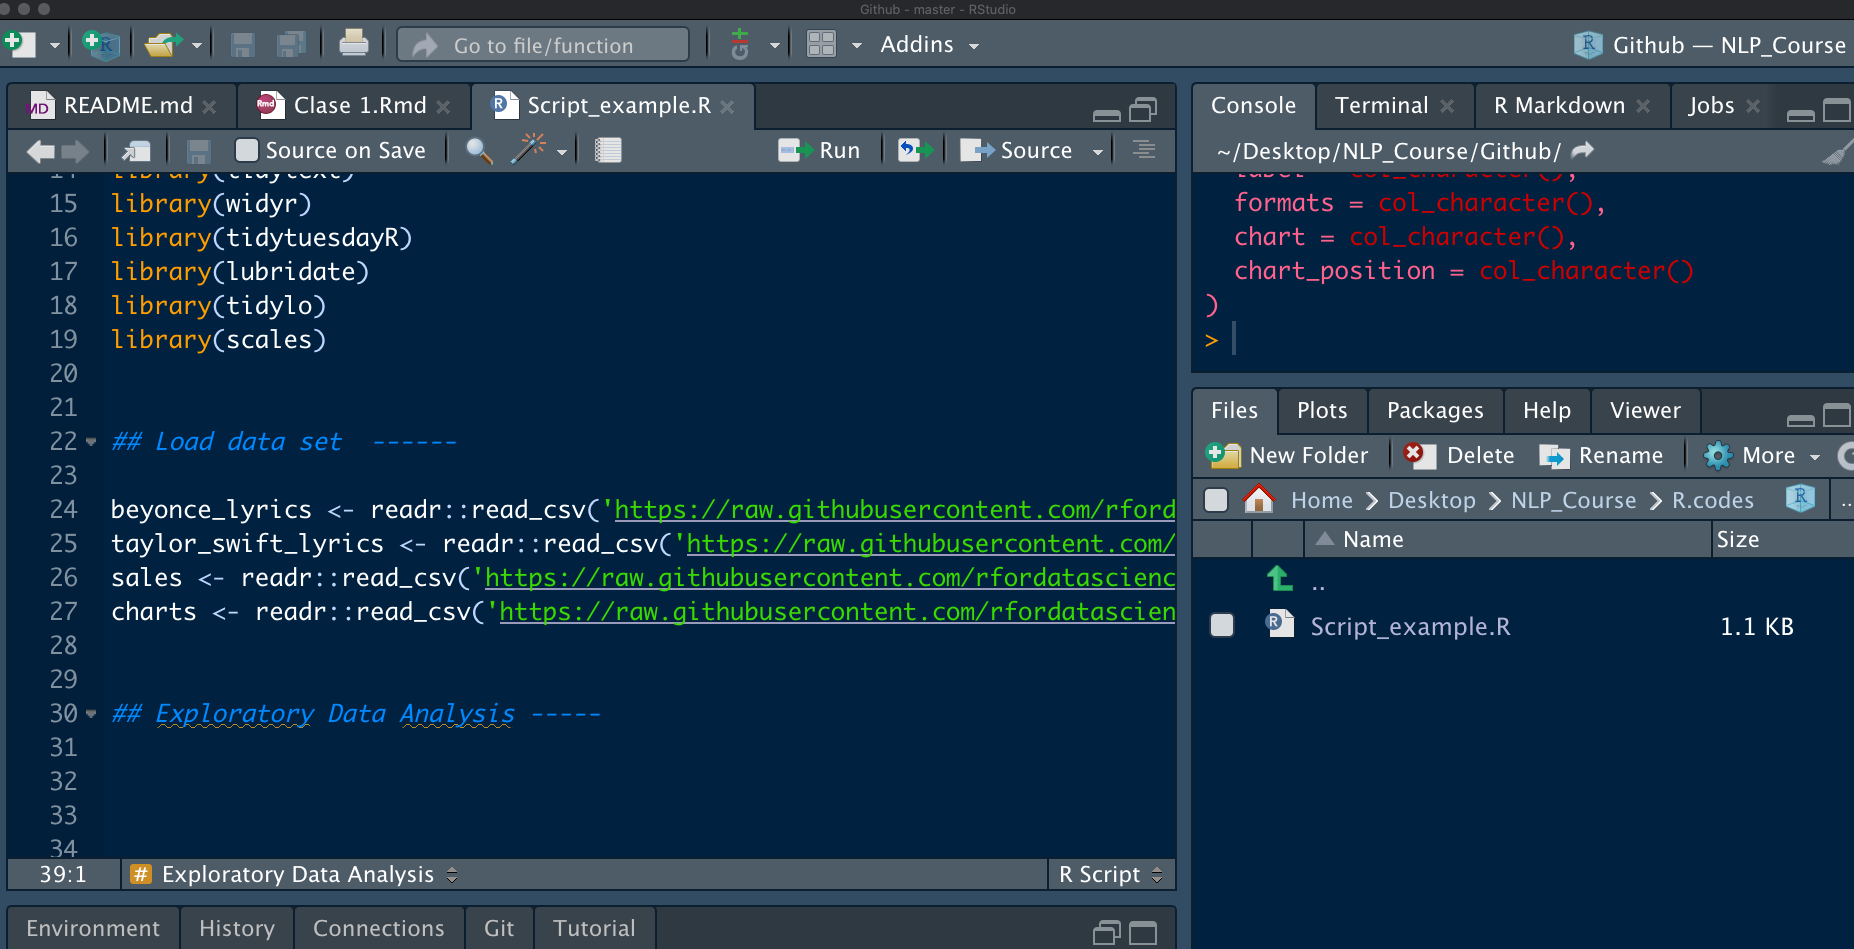 Github - master - RStudio
Go to file/function
Addins
Github — NLP_Course
README.md
Clase 1.Rmd
Script_example.R
Source on Save
Run
Source
14 library(tidytext)
15 library(widyr)
16 library(tidytuesdayR)
17 library(lubridate)
18 library(tidylo)
19 library(scales)
20
21
22 ## Load data set  ------
23
24 beyonce_lyrics <- readr::read_csv('https://raw.githubusercontent.com/rford
25 taylor_swift_lyrics <- readr::read_csv('https://raw.githubusercontent.com/
26 sales <- readr::read_csv('https://raw.githubusercontent.com/rfordatascienc
27 charts <- readr::read_csv('https://raw.githubusercontent.com/rfordatascien
28
29
30 ## Exploratory Data Analysis -----
31
32
33
34
39:1
# Exploratory Data Analysis
R Script
Environment
History
Connections
Git
Tutorial
Console
Terminal
R Markdown
Jobs
~/Desktop/NLP_Course/Github/
label = col_character(),
formats = col_character(),
chart = col_character(),
chart_position = col_character()
)
>
Files
Plots
Packages
Help
Viewer
New Folder
Delete
Rename
More
Home
Desktop
NLP_Course
R.codes
..
Name
Size
..
Script_example.R
1.1 KB